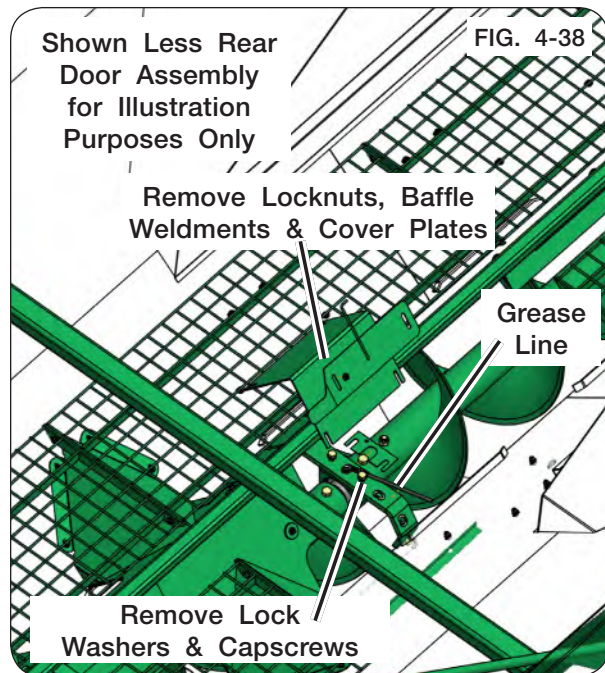 Shown Less Rear
Door Assembly
for Illustration
Purposes Only
FIG. 4-38
Remove Locknuts, Baffle
Weldments & Cover Plates
Grease
Line
Remove Lock
Washers & Capscrews